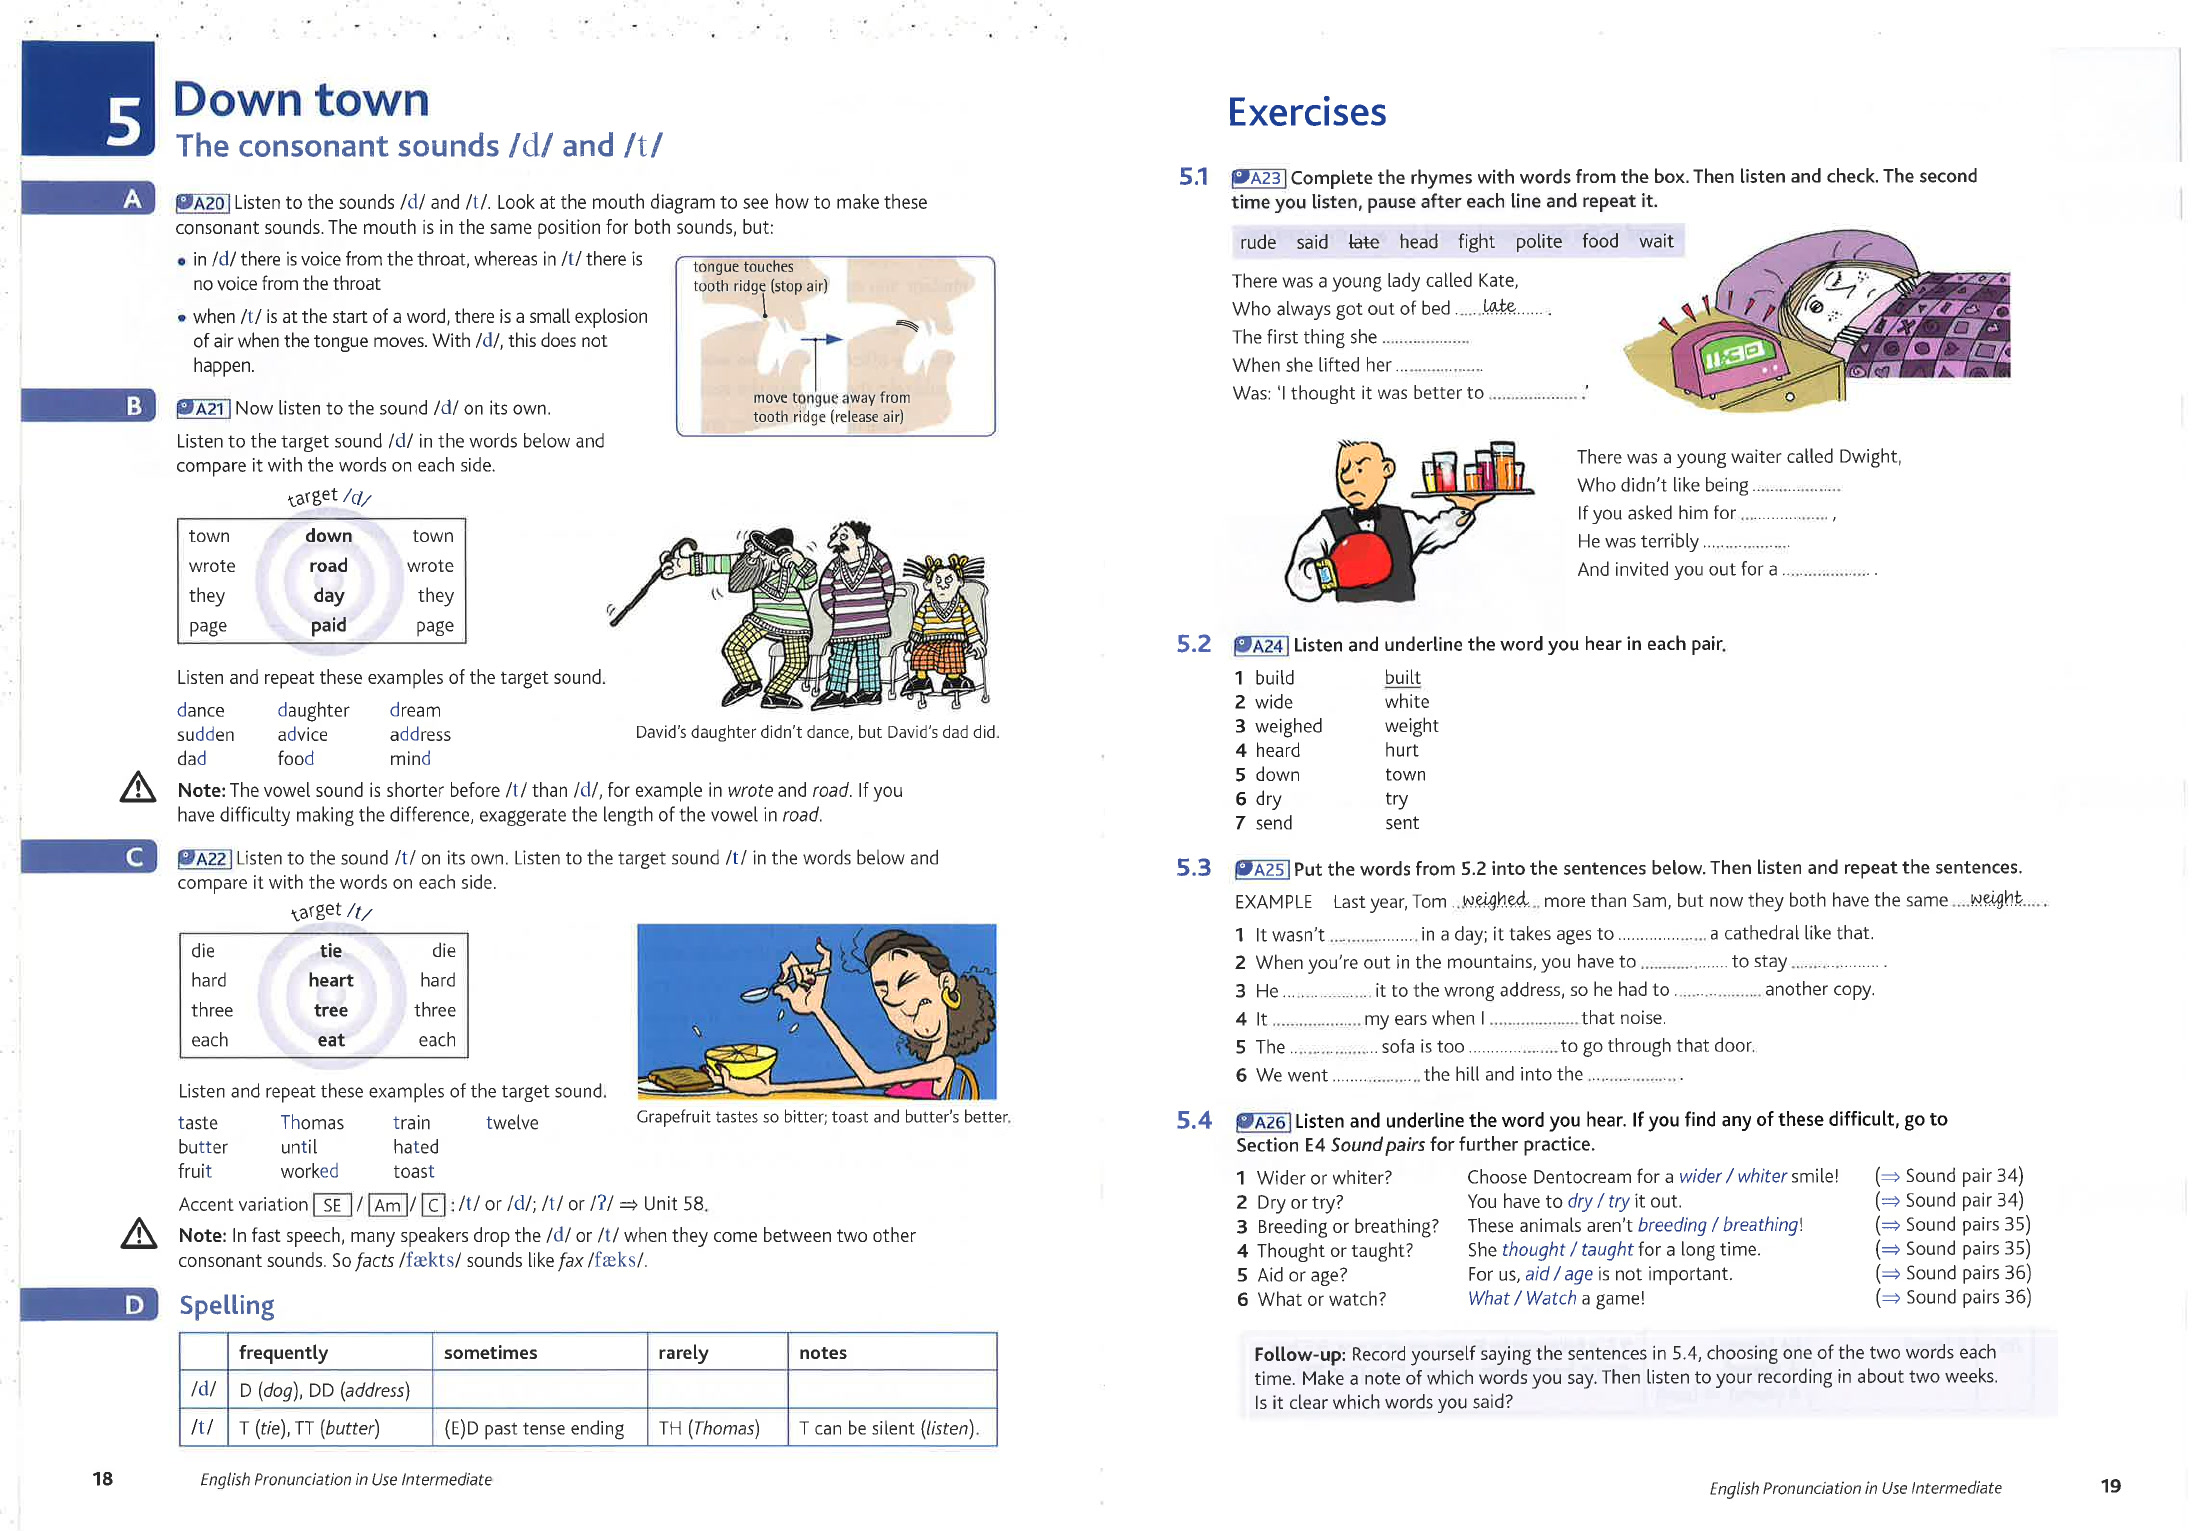 5
Down town
The consonant sounds /d/ and /t/
A
A20 Listen to the sounds /d/ and /t/. Look at the mouth diagram to see how to make these
consonant sounds. The mouth is in the same position for both sounds, but:
• in /d/ there is voice from the throat, whereas in /t/ there is
no voice from the throat
• when /t/ is at the start of a word, there is a small explosion
of air when the tongue moves. With /d/, this does not
happen.
tongue touches
tooth ridge (stop air)
move tongue away from
tooth ridge (release air)
B
A21 Now listen to the sound /d/ on its own.
Listen to the target sound /d/ in the words below and
compare it with the words on each side.
target /d/
town down town
wrote road wrote
they day they
page paid page
Listen and repeat these examples of the target sound.
dance daughter dream
sudden advice address
dad food mind
David's daughter didn't dance, but David's dad did.
Note: The vowel sound is shorter before /t/ than /d/, for example in wrote and road. If you
have difficulty making the difference, exaggerate the length of the vowel in road.
C
A22 Listen to the sound /t/ on its own. Listen to the target sound /t/ in the words below and
compare it with the words on each side.
target /t/
die tie die
hard heart hard
three tree three
each eat each
Listen and repeat these examples of the target sound.
taste Thomas train twelve
butter until hated
fruit worked toast
Grapefruit tastes so bitter; toast and butter's better.
Accent variation SE / Am / C : /t/ or /d/; /t/ or /ʔ/ ⇒ Unit 58.
Note: In fast speech, many speakers drop the /d/ or /t/ when they come between two other
consonant sounds. So facts /fækts/ sounds like fax /fæks/.
D
Spelling
frequently sometimes rarely notes
/d/ D (dog), DD (address)
/t/ T (tie), TT (butter) (E)D past tense ending TH (Thomas) T can be silent (listen).
18 English Pronunciation in Use Intermediate
Exercises
5.1 A23 Complete the rhymes with words from the box. Then listen and check. The second
time you listen, pause after each line and repeat it.
rude said late head fight polite food wait
There was a young lady called Kate,
Who always got out of bed ......late...... .
The first thing she ....................
When she lifted her ....................
Was: 'I thought it was better to .................... .'
11:30
There was a young waiter called Dwight,
Who didn't like being ....................
If you asked him for .................... ,
He was terribly ....................
And invited you out for a .................... .
5.2 A24 Listen and underline the word you hear in each pair.
1 build built
2 wide white
3 weighed weight
4 heard hurt
5 down town
6 dry try
7 send sent
5.3 A25 Put the words from 5.2 into the sentences below. Then listen and repeat the sentences.
EXAMPLE Last year, Tom ..weighed.. more than Sam, but now they both have the same ....weight.... .
1 It wasn't .................... in a day; it takes ages to .................... a cathedral like that.
2 When you're out in the mountains, you have to .................... to stay .................... .
3 He .................... it to the wrong address, so he had to .................... another copy.
4 It .................... my ears when I .................... that noise.
5 The .................... sofa is too .................... to go through that door.
6 We went .................... the hill and into the .................... .
5.4 A26 Listen and underline the word you hear. If you find any of these difficult, go to
Section E4 Sound pairs for further practice.
1 Wider or whiter? Choose Dentocream for a wider / whiter smile! (⇒ Sound pair 34)
2 Dry or try? You have to dry / try it out. (⇒ Sound pair 34)
3 Breeding or breathing? These animals aren't breeding / breathing! (⇒ Sound pairs 35)
4 Thought or taught? She thought / taught for a long time. (⇒ Sound pairs 35)
5 Aid or age? For us, aid / age is not important. (⇒ Sound pairs 36)
6 What or watch? What / Watch a game! (⇒ Sound pairs 36)
Follow-up: Record yourself saying the sentences in 5.4, choosing one of the two words each
time. Make a note of which words you say. Then listen to your recording in about two weeks.
Is it clear which words you said?
English Pronunciation in Use Intermediate 19